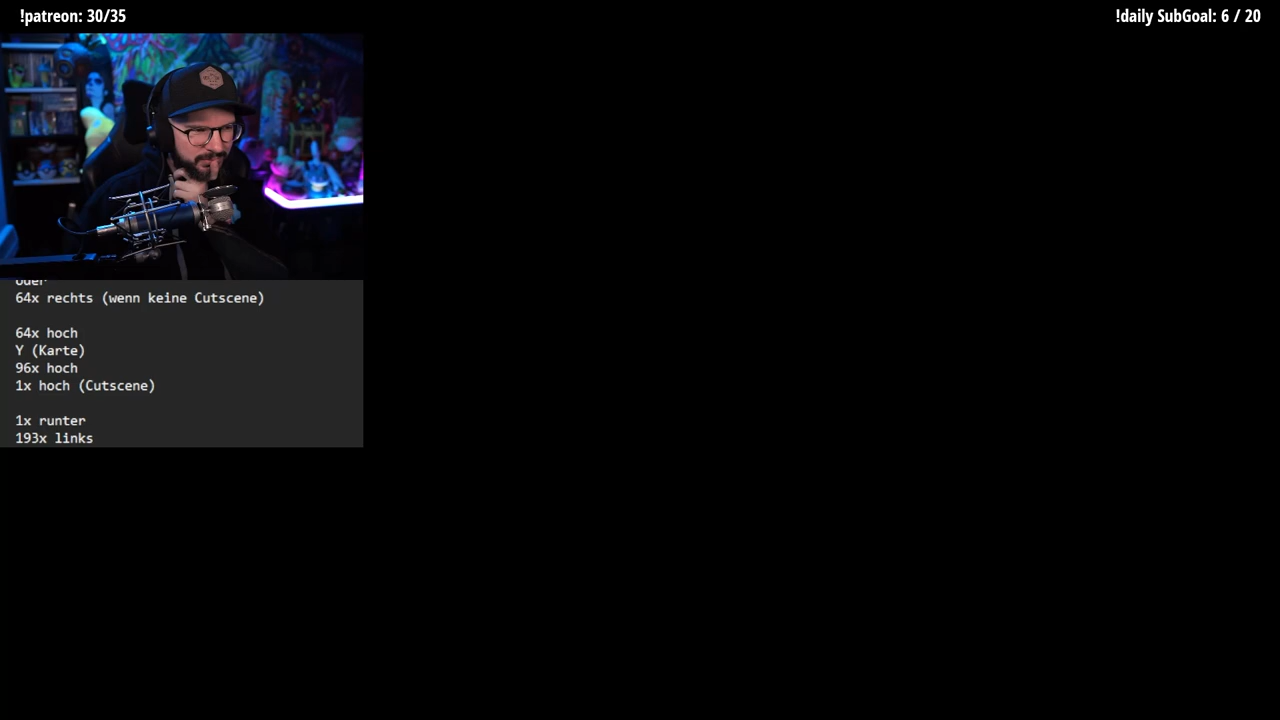 !patreon: 30/35
!daily SubGoal: 6 / 20
oder
64x rechts (wenn keine Cutscene)
64x hoch
Y (Karte)
96x hoch
1x hoch (Cutscene)
1x runter
193x links